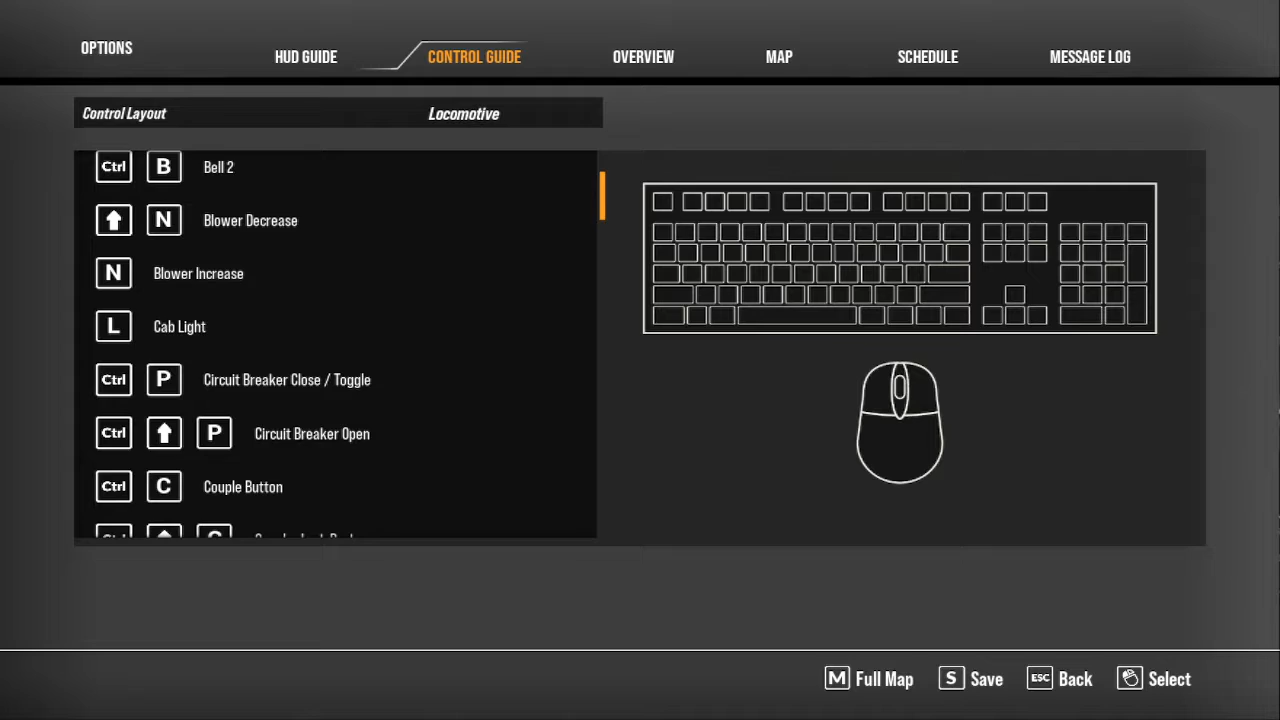 OPTIONS
HUD GUIDE
CONTROL GUIDE
OVERVIEW
MAP
SCHEDULE
MESSAGE LOG
Control Layout Locomotive
Ctrl B Bell 2
N Blower Decrease
N Blower Increase
L Cab Light
Ctrl P Circuit Breaker Close / Toggle
Ctrl P Circuit Breaker Open
Ctrl C Couple Button
M Full Map
S Save
ESC Back
Select